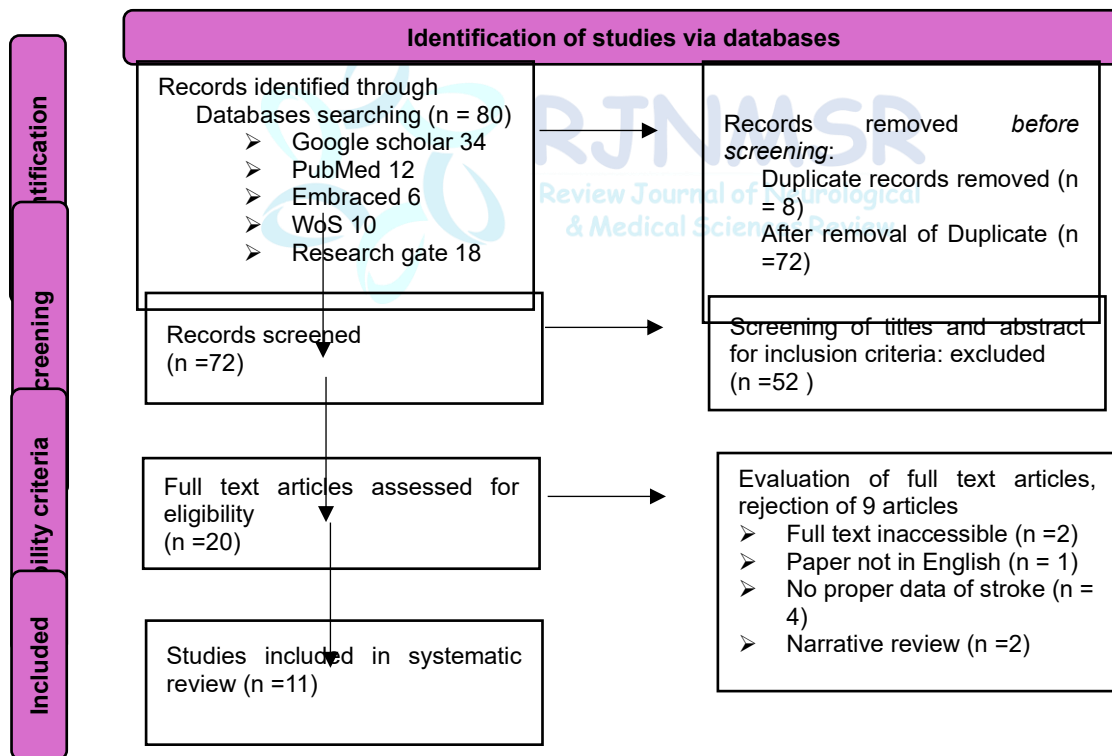 Identification of studies via databases
ntification
Records identified through
Databases searching (n = 80)
➢ Google scholar 34
➢ PubMed 12
➢ Embraced 6
➢ WoS 10
➢ Research gate 18
RJNMSR
Review Journal of Neurological
& Medical Sciences Review
Records removed before
screening:
Duplicate records removed (n
= 8)
After removal of Duplicate (n
=72)
creening
Records screened
(n =72)
Screening of titles and abstract
for inclusion criteria: excluded
(n =52 )
bility criteria
Full text articles assessed for
eligibility
(n =20)
Evaluation of full text articles,
rejection of 9 articles
➢ Full text inaccessible (n =2)
➢ Paper not in English (n = 1)
➢ No proper data of stroke (n =
4)
➢ Narrative review (n =2)
Included
Studies included in systematic
review (n =11)